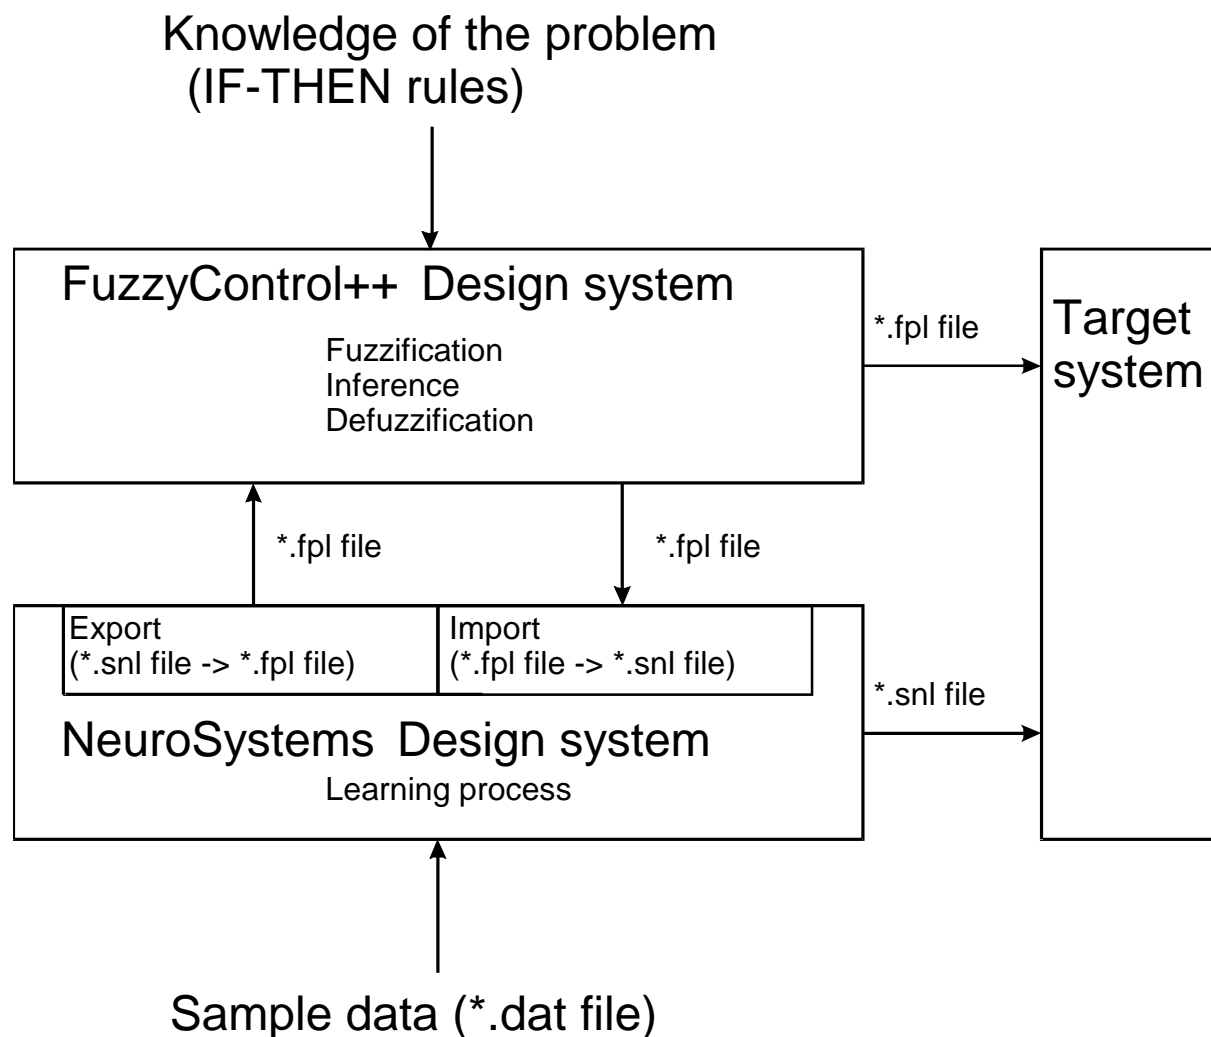 Knowledge of the problem
(IF-THEN rules)
FuzzyControl++ Design system
Fuzzification
Inference
Defuzzification
*.fpl file
Target
system
*.fpl file
*.fpl file
Export
(*.snl file -> *.fpl file)
Import
(*.fpl file -> *.snl file)
*.snl file
NeuroSystems Design system
Learning process
Sample data (*.dat file)